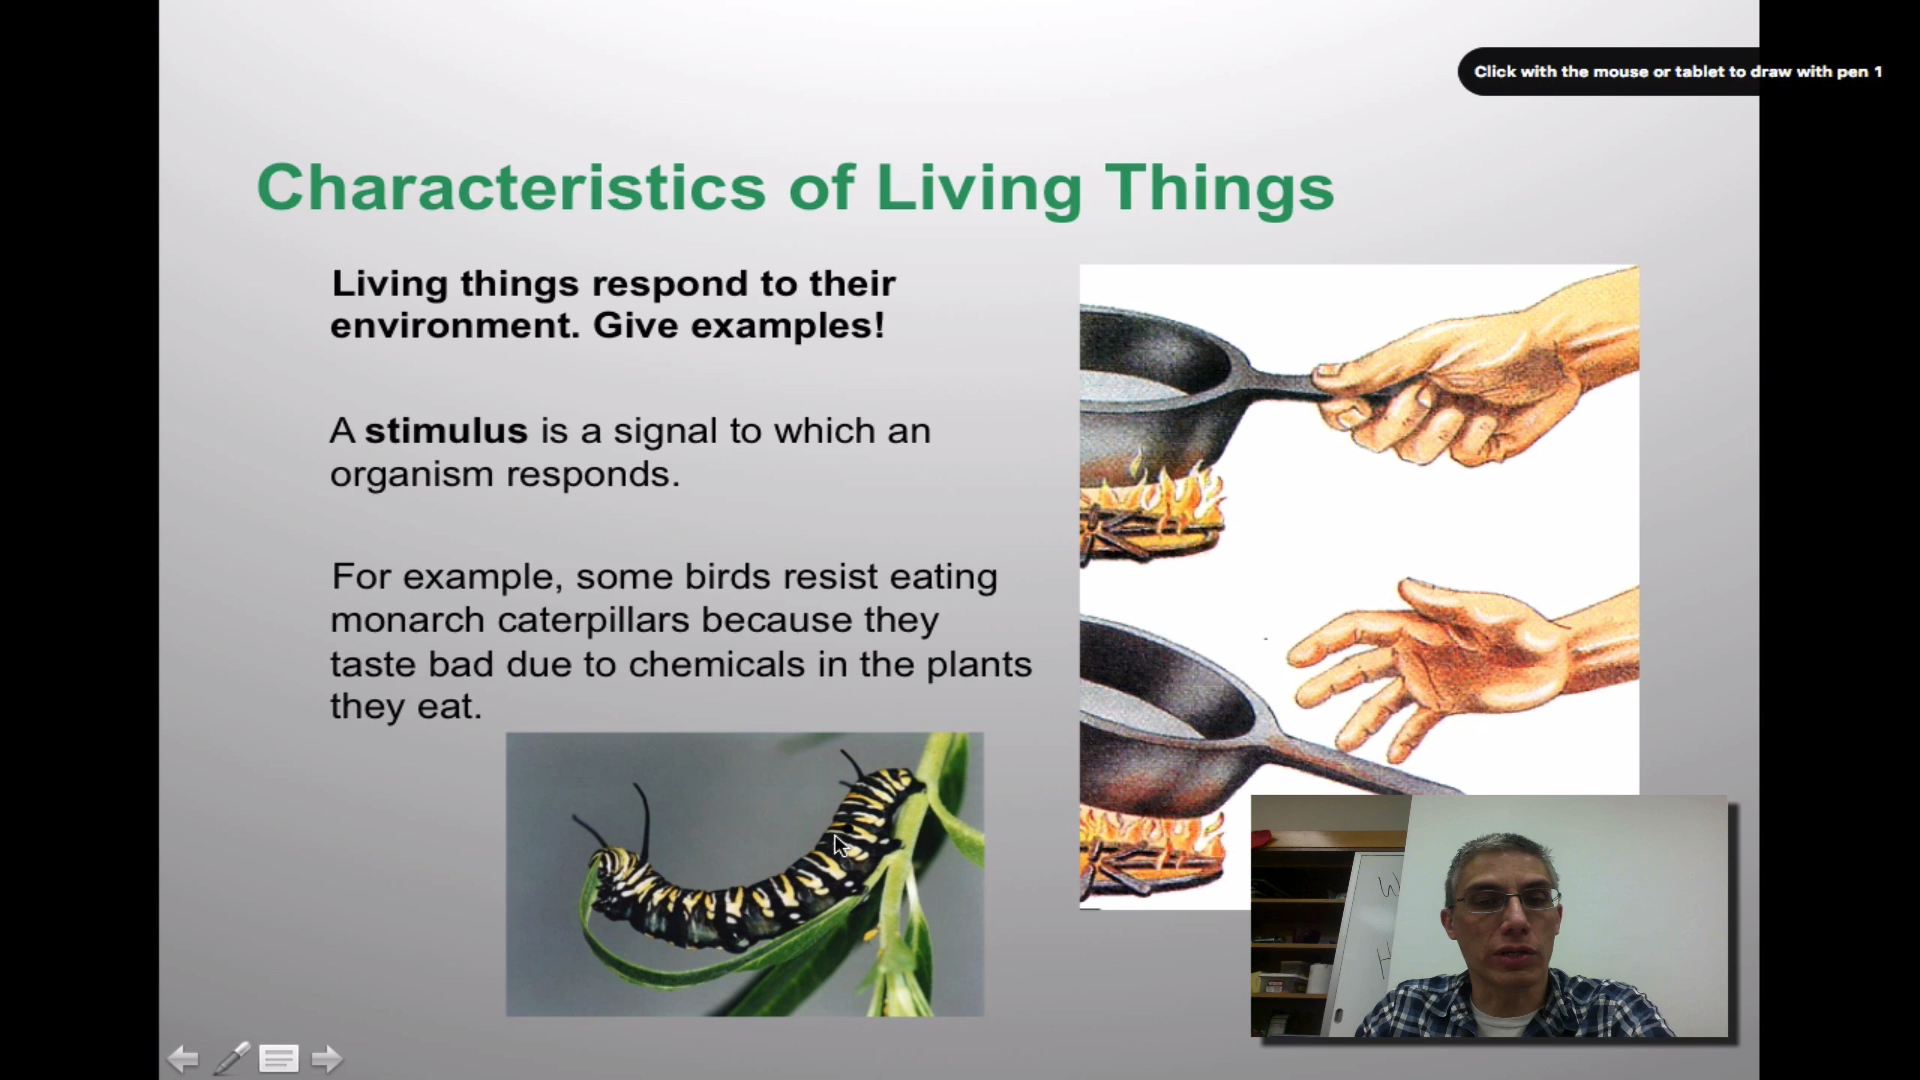 Click with the mouse or tablet to draw with pen 1
Characteristics of Living Things
Living things respond to their
environment. Give examples!
A stimulus is a signal to which an
organism responds.
For example, some birds resist eating
monarch caterpillars because they
taste bad due to chemicals in the plants
they eat.
W
H